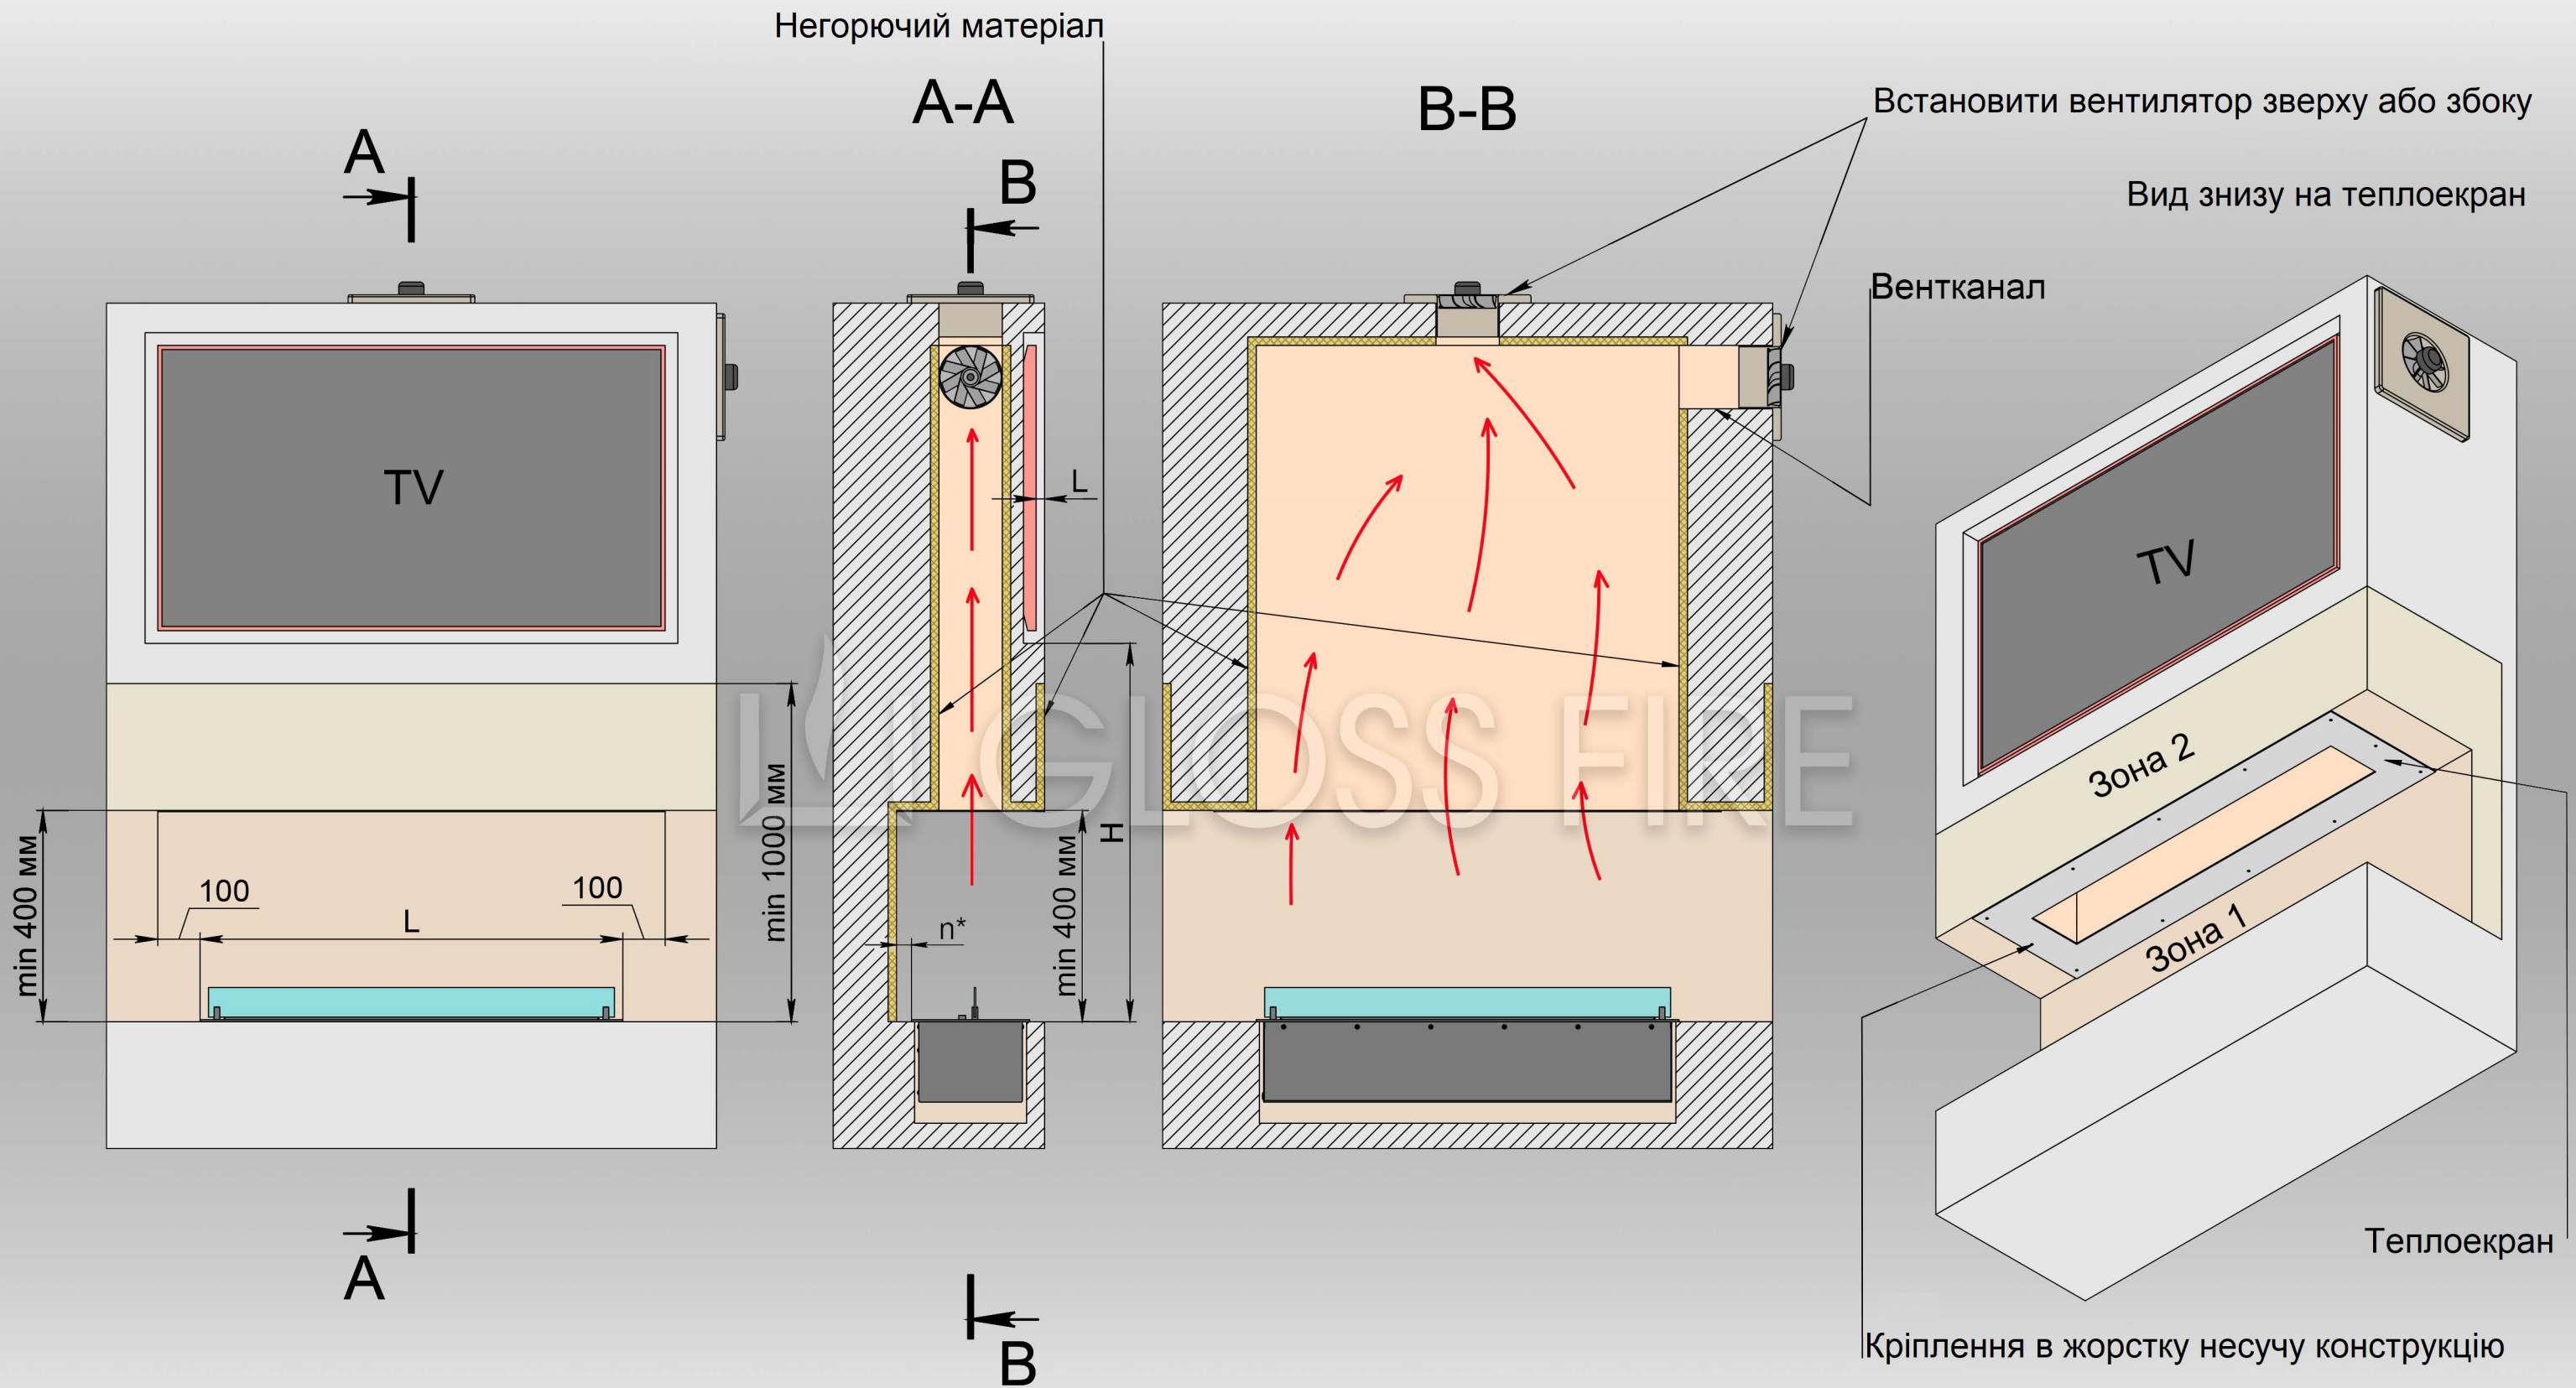 Негорючий матеріал
A-A
B-B
Встановити вентилятор зверху або збоку
Вид знизу на теплоекран
Вентканал
A
B
TV
L
TV
GLOSS FIRE
Зона 2
Зона 1
min 400 мм
100
L
100
min 1000 мм
n*
min 400 мм
H
A
B
Теплоекран
Кріплення в жорстку несучу конструкцію